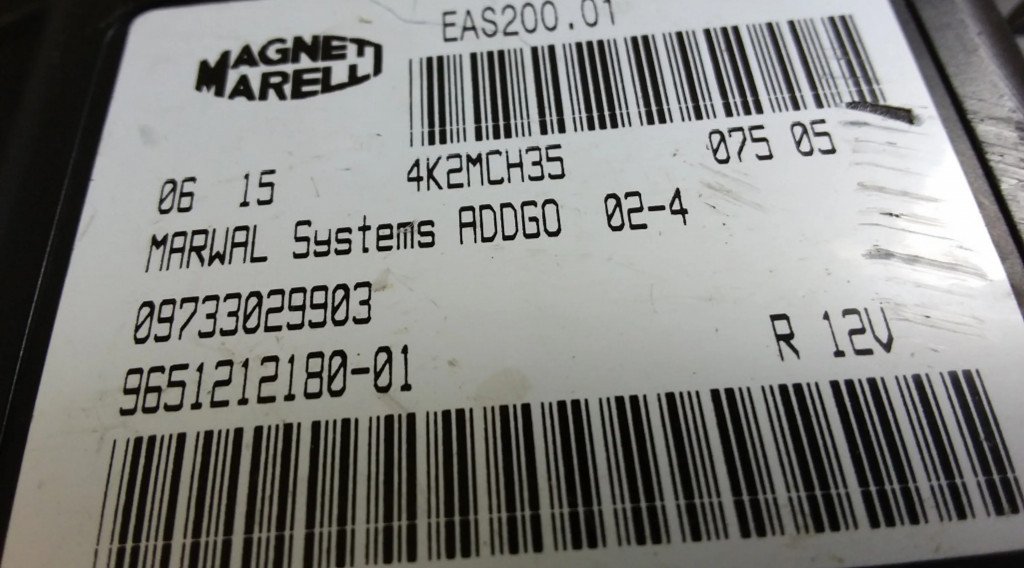 EAS200.01
MAGNETI
MARELLI
4K2MCH35 075 05
06 15
MARWAL Systems ADDGO 02-4
09733029903
9651212180-01
R 12V